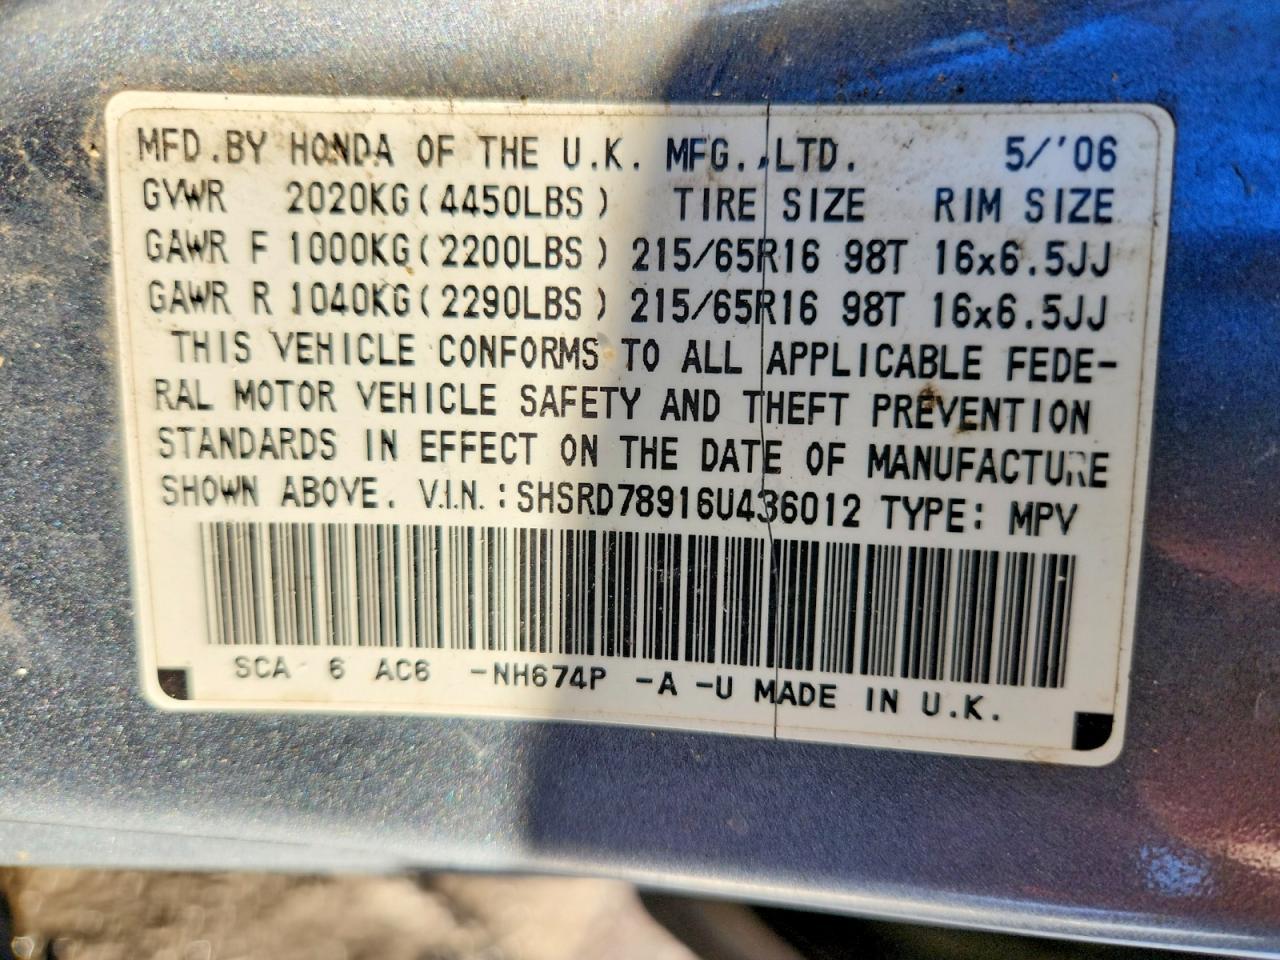 MFD.BY HONDA OF THE U.K. MFG.,LTD. 5/'06
GVWR 2020KG(4450LBS) TIRE SIZE RIM SIZE
GAWR F 1000KG(2200LBS) 215/65R16 98T 16x6.5JJ
GAWR R 1040KG(2290LBS) 215/65R16 98T 16x6.5JJ
THIS VEHICLE CONFORMS TO ALL APPLICABLE FEDE-
RAL MOTOR VEHICLE SAFETY AND THEFT PREVENTION
STANDARDS IN EFFECT ON THE DATE OF MANUFACTURE
SHOWN ABOVE. V.I.N.:SHSRD78916U436012 TYPE: MPV
SCA 6 AC6 -NH674P -A -U MADE IN U.K.